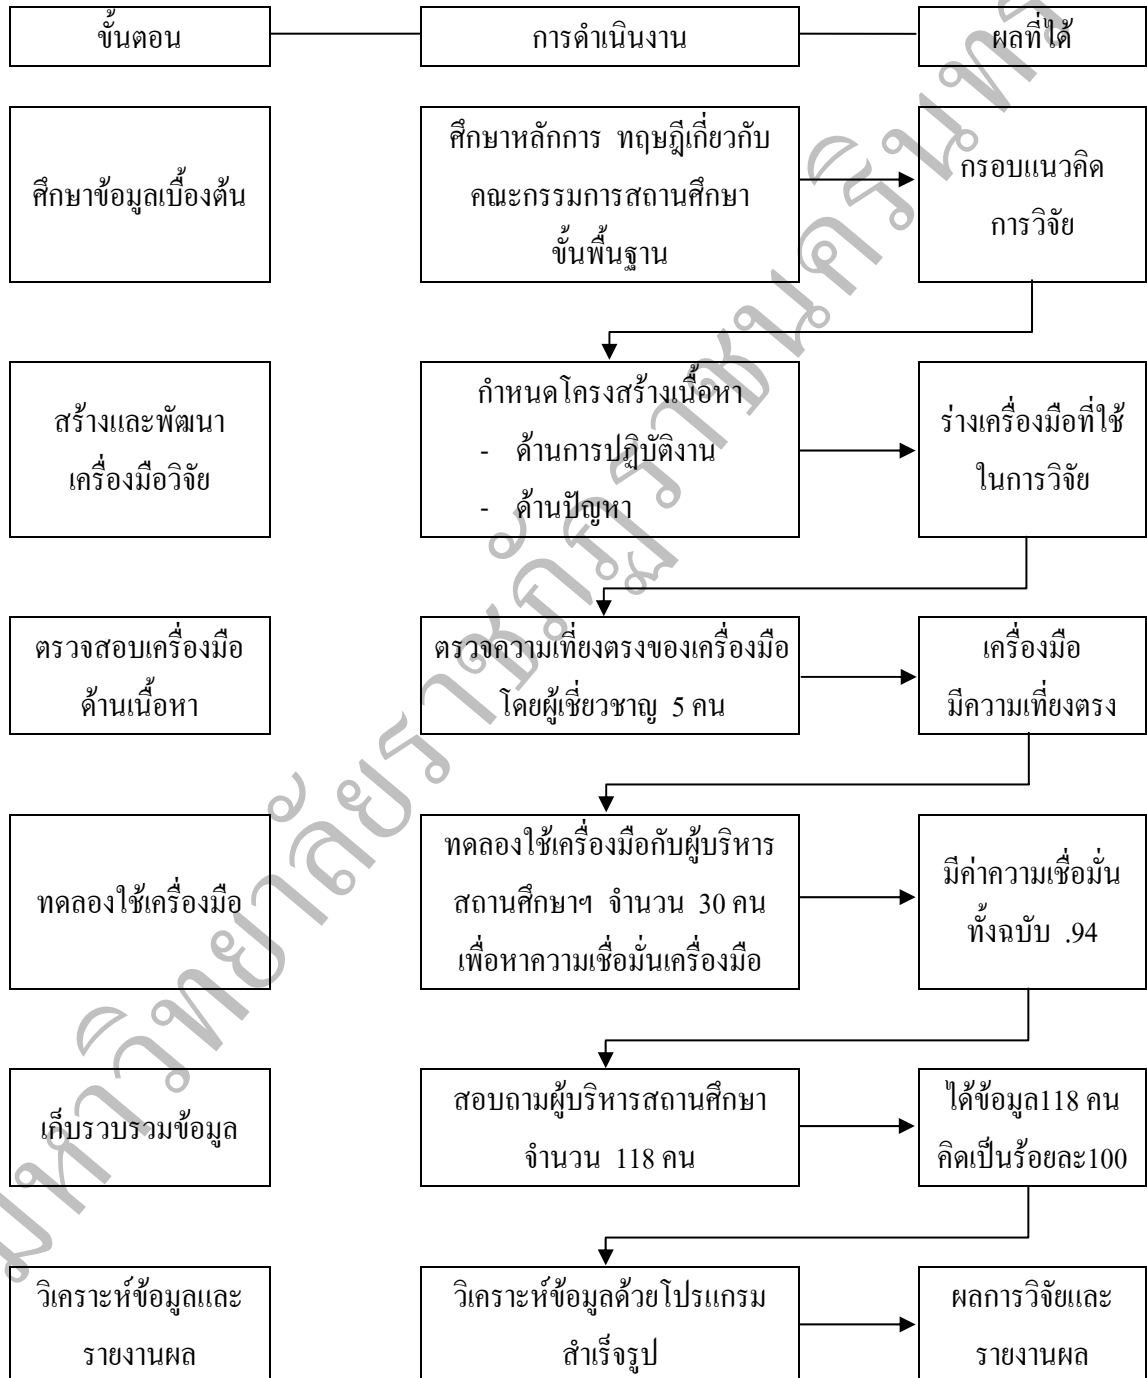 ขั้นตอน
การดำเนินงาน
ผลที่ได้
ศึกษาข้อมูลเบื้องต้น
ศึกษาหลักการ ทฤษฎีเกี่ยวกับ
คณะกรรมการสถานศึกษา
ขั้นพื้นฐาน
กรอบแนวคิด
การวิจัย
สร้างและพัฒนา
เครื่องมือวิจัย
กำหนดโครงสร้างเนื้อหา
- ด้านการปฏิบัติงาน
- ด้านปัญหา
ร่างเครื่องมือที่ใช้
ในการวิจัย
ตรวจสอบเครื่องมือ
ด้านเนื้อหา
ตรวจความเที่ยงตรงของเครื่องมือ
โดยผู้เชี่ยวชาญ 5 คน
เครื่องมือ
มีความเที่ยงตรง
ทดลองใช้เครื่องมือ
ทดลองใช้เครื่องมือกับผู้บริหาร
สถานศึกษาฯ จำนวน 30 คน
เพื่อหาความเชื่อมั่นเครื่องมือ
มีค่าความเชื่อมั่น
ทั้งฉบับ .94
เก็บรวบรวมข้อมูล
สอบถามผู้บริหารสถานศึกษา
จำนวน 118 คน
ได้ข้อมูล118 คน
คิดเป็นร้อยละ100
วิเคราะห์ข้อมูลและ
รายงานผล
วิเคราะห์ข้อมูลด้วยโปรแกรม
สำเร็จรูป
ผลการวิจัยและ
รายงานผล
มหาวิทยาลัยราชภัฏราชนครินทร์